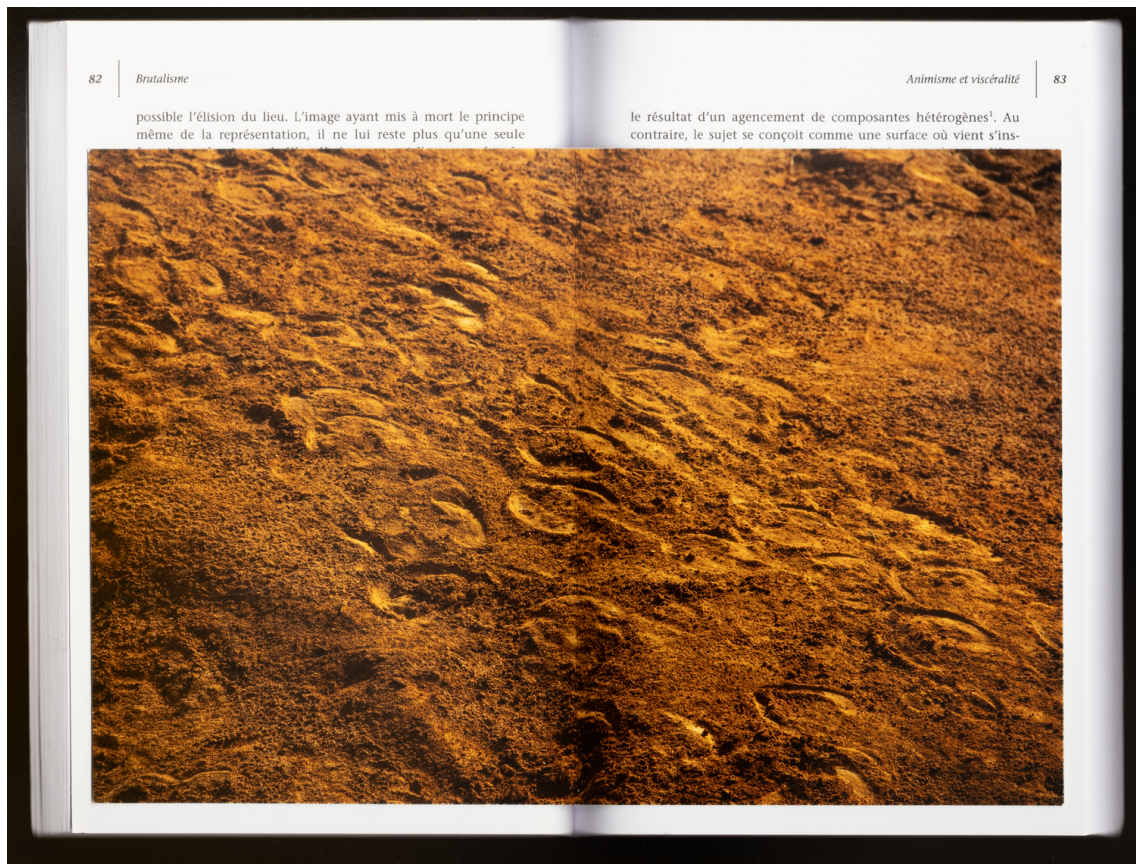 82 Brutalisme
possible l'élision du lieu. L'image ayant mis à mort le principe
même de la représentation, il ne lui reste plus qu'une seule
Animisme et viscéralité 83
le résultat d'un agencement de composantes hétérogènes¹. Au
contraire, le sujet se conçoit comme une surface où vient s'ins-